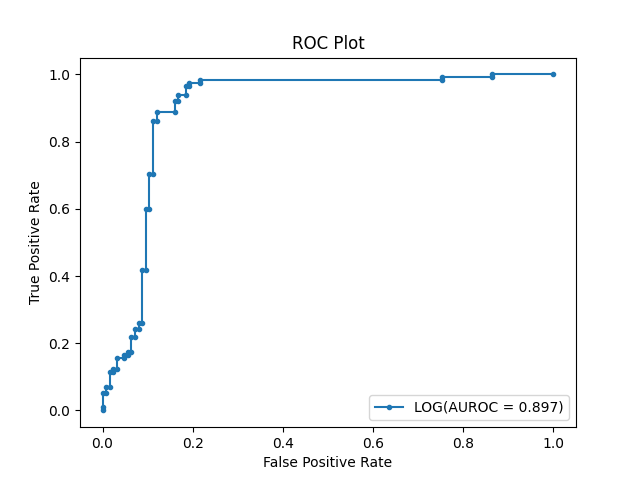 ROC Plot
1.0
0.8
0.6
0.4
0.2
0.0
True Positive Rate
LOG(AUROC = 0.897)
0.0 0.2 0.4 0.6 0.8 1.0
False Positive Rate